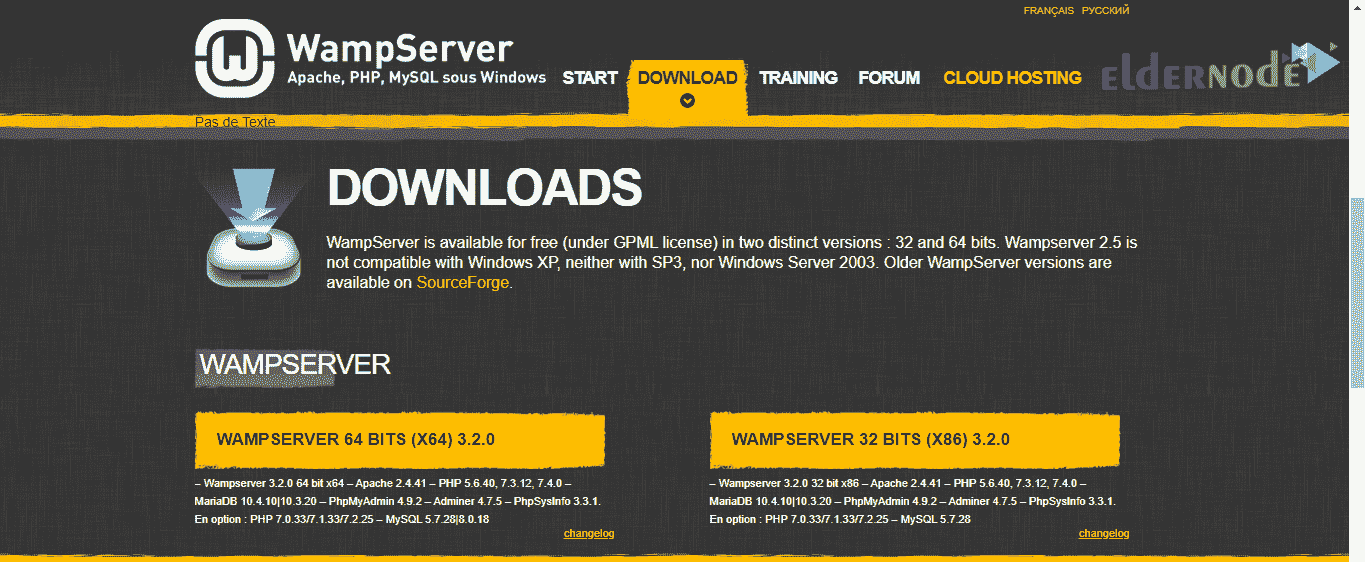 FRANÇAIS РУССКИЙ
WampServer
Apache, PHP, MySQL sous Windows
START DOWNLOAD TRAINING FORUM CLOUD HOSTING
eldernode
Pas de Texte
DOWNLOADS
WampServer is available for free (under GPML license) in two distinct versions : 32 and 64 bits. Wampserver 2.5 is
not compatible with Windows XP, neither with SP3, nor Windows Server 2003. Older WampServer versions are
available on SourceForge.
WAMPSERVER
WAMPSERVER 64 BITS (X64) 3.2.0
– Wampserver 3.2.0 64 bit x64 – Apache 2.4.41 – PHP 5.6.40, 7.3.12, 7.4.0 –
MariaDB 10.4.10|10.3.20 – PhpMyAdmin 4.9.2 – Adminer 4.7.5 – PhpSysInfo 3.3.1.
En option : PHP 7.0.33/7.1.33/7.2.25 – MySQL 5.7.28|8.0.18
changelog
WAMPSERVER 32 BITS (X86) 3.2.0
– Wampserver 3.2.0 32 bit x86 – Apache 2.4.41 – PHP 5.6.40, 7.3.12, 7.4.0 –
MariaDB 10.4.10|10.3.20 – PhpMyAdmin 4.9.2 – Adminer 4.7.5 – PhpSysInfo 3.3.1.
En option : PHP 7.0.33/7.1.33/7.2.25 – MySQL 5.7.28
changelog